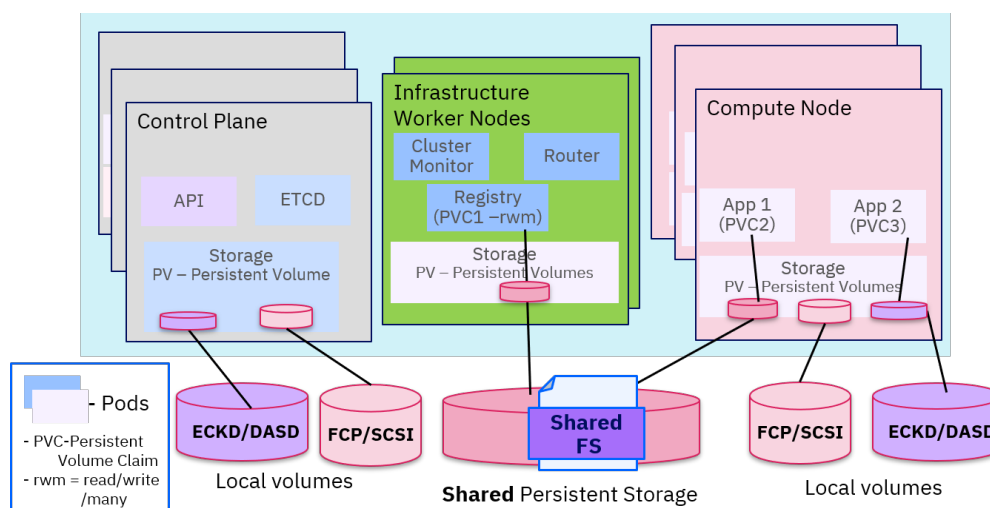 Control Plane
API
ETCD
Storage
PV – Persistent Volume
Infrastructure
Worker Nodes
Cluster
Monitor
Router
Registry
(PVC1 –rwm)
Storage
PV – Persistent Volumes
Compute Node
App 1
(PVC2)
App 2
(PVC3)
Storage
PV – Persistent Volumes
- Pods
- PVC-Persistent
Volume Claim
- rwm = read/write
/many
ECKD/DASD
FCP/SCSI
Local volumes
Shared
FS
Shared Persistent Storage
FCP/SCSI
ECKD/DASD
Local volumes